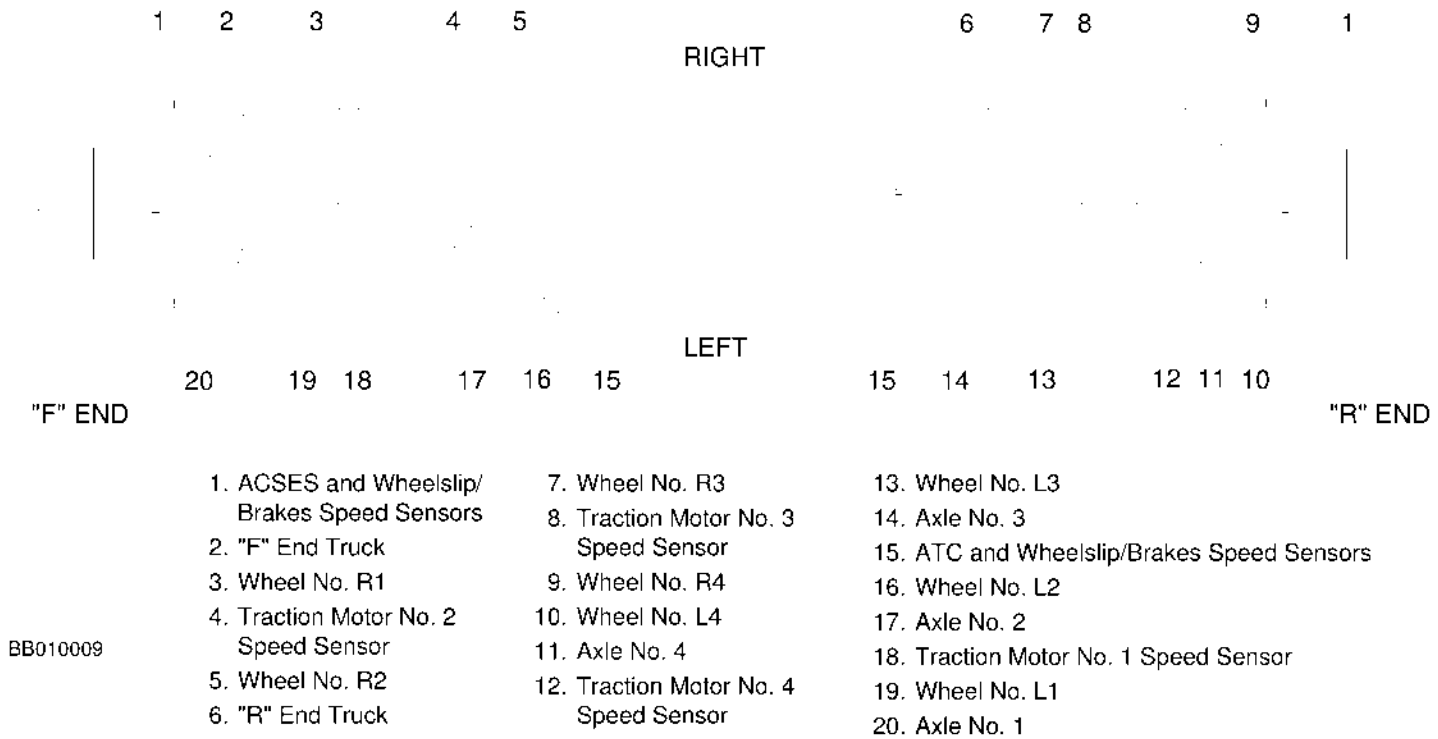 1 2 3 4 5 6 7 8 9 1
RIGHT
LEFT
20 19 18 17 16 15 15 14 13 12 11 10
"F" END "R" END
1. ACSES and Wheelslip/
Brakes Speed Sensors
2. "F" End Truck
3. Wheel No. R1
4. Traction Motor No. 2
Speed Sensor
5. Wheel No. R2
6. "R" End Truck
7. Wheel No. R3
8. Traction Motor No. 3
Speed Sensor
9. Wheel No. R4
10. Wheel No. L4
11. Axle No. 4
12. Traction Motor No. 4
Speed Sensor
13. Wheel No. L3
14. Axle No. 3
15. ATC and Wheelslip/Brakes Speed Sensors
16. Wheel No. L2
17. Axle No. 2
18. Traction Motor No. 1 Speed Sensor
19. Wheel No. L1
20. Axle No. 1
BB010009